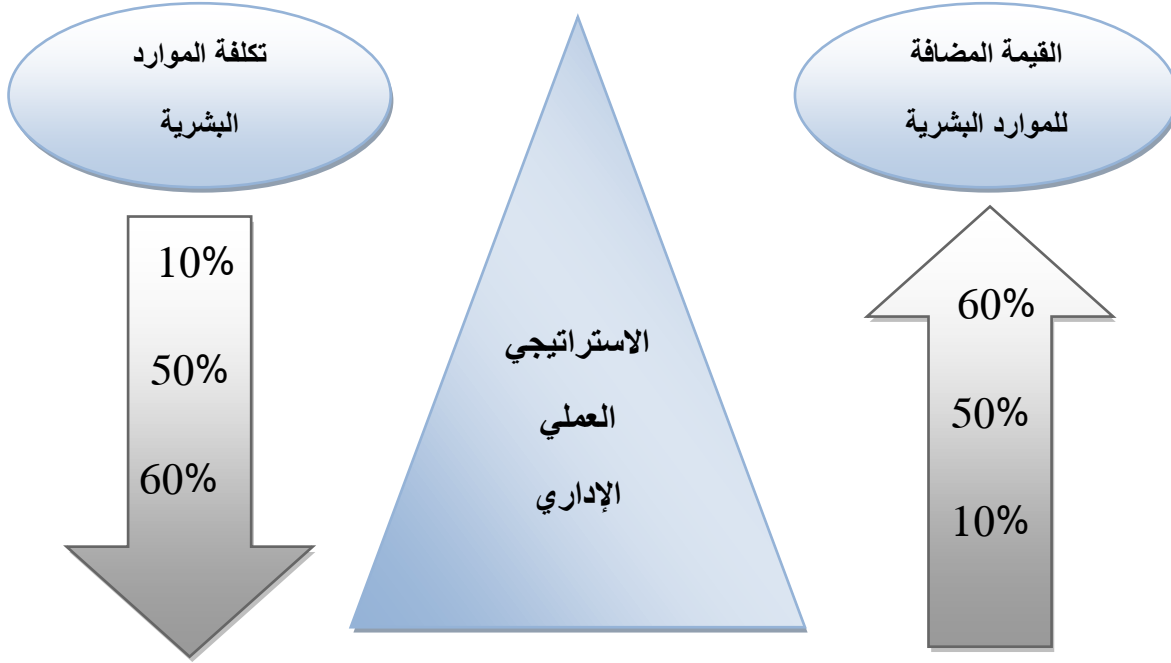 القيمة المضافة
للموارد البشرية
60%
50%
10%
الاستراتيجي
العملي
الإداري
تكلفة الموارد
البشرية
10%
50%
60%